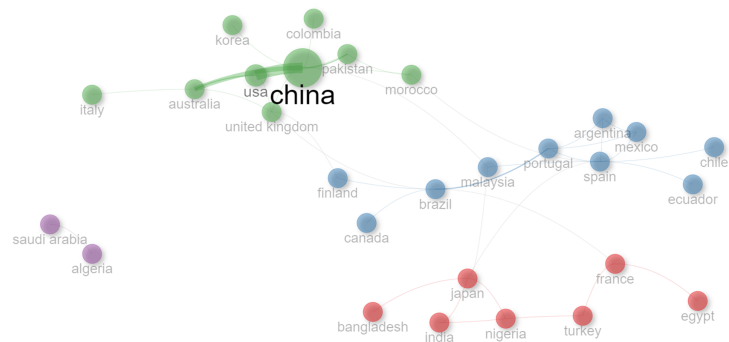 korea
colombia
pakistan
usa
china
morocco
italy
australia
united kingdom
argentina
mexico
portugal
chile
malaysia
spain
finland
brazil
ecuador
canada
saudi arabia
algeria
france
japan
egypt
bangladesh
india
nigeria
turkey